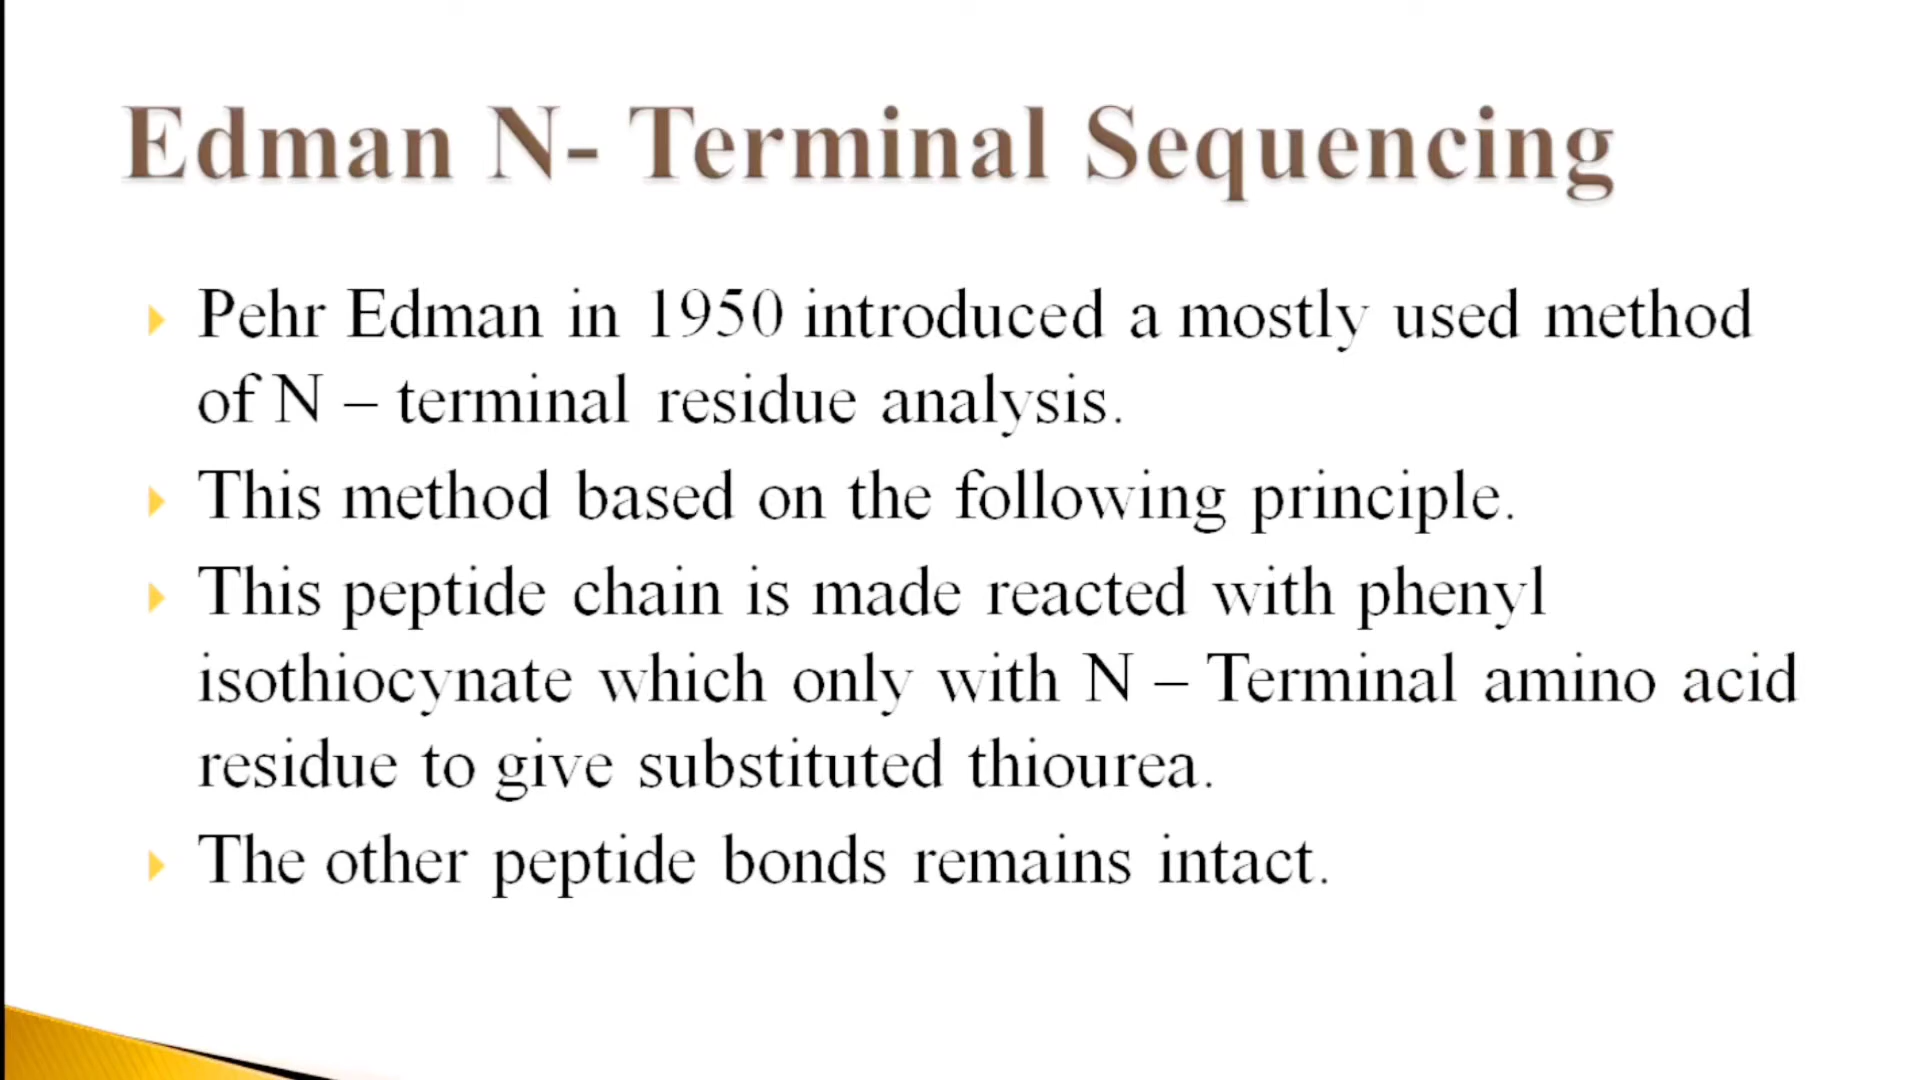 Edman N- Terminal Sequencing
Pehr Edman in 1950 introduced a mostly used method
of N – terminal residue analysis.
This method based on the following principle.
This peptide chain is made reacted with phenyl
isothiocynate which only with N – Terminal amino acid
residue to give substituted thiourea.
The other peptide bonds remains intact.